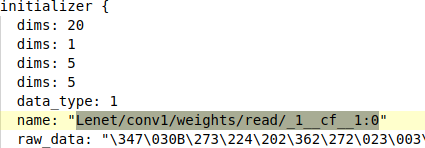 initializer {
dims: 20
dims: 1
dims: 5
dims: 5
data_type: 1
name: "Lenet/conv1/weights/read/_1__cf__1:0"
raw_data: "\347\030B\273\224\202\362\272\023\003\